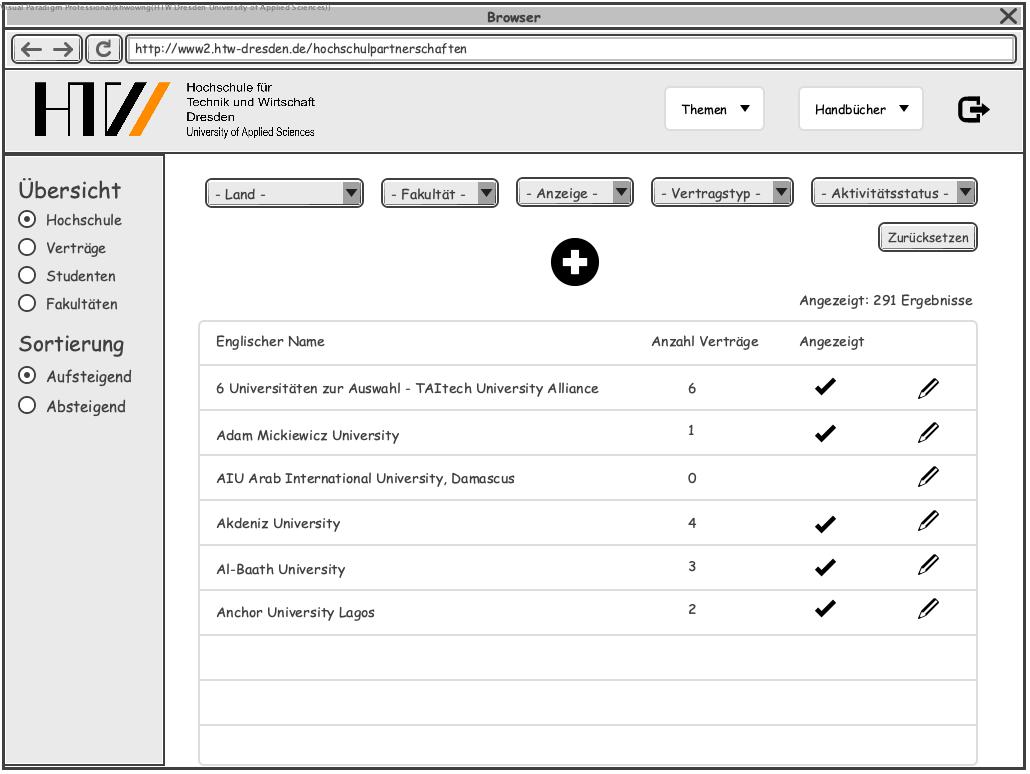 Visual Paradigm Professional(khwowng(HTW Dresden University of Applied Sciences))
Browser
http://www2.htw-dresden.de/hochschulpartnerschaften
HTW
Hochschule für
Technik und Wirtschaft
Dresden
University of Applied Sciences
Themen
Handbücher
Übersicht
Hochschule
Verträge
Studenten
Fakultäten
Sortierung
Aufsteigend
Absteigend
- Land - - Fakultät - - Anzeige - - Vertragstyp - - Aktivitätsstatus -
Zurücksetzen
Angezeigt: 291 Ergebnisse
Englischer Name Anzahl Verträge Angezeigt
6 Universitäten zur Auswahl - TAItech University Alliance 6
Adam Mickiewicz University 1
AIU Arab International University, Damascus 0
Akdeniz University 4
Al-Baath University 3
Anchor University Lagos 2